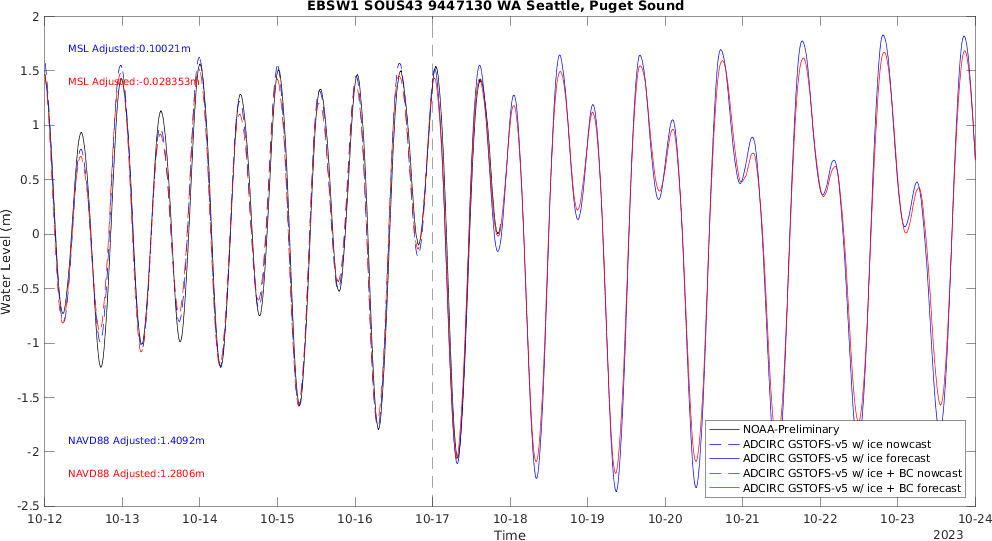 EBSW1 SOUS43 9447130 WA Seattle, Puget Sound
2
1.5
1
0.5
0
-0.5
-1
-1.5
-2
-2.5
Water Level (m)
MSL Adjusted:0.10021m
MSL Adjusted:-0.028353m
NAVD88 Adjusted:1.4092m
NAVD88 Adjusted:1.2806m
NOAA-Preliminary
ADCIRC GSTOFS-v5 w/ ice nowcast
ADCIRC GSTOFS-v5 w/ ice forecast
ADCIRC GSTOFS-v5 w/ ice + BC nowcast
ADCIRC GSTOFS-v5 w/ ice + BC forecast
10-12 10-13 10-14 10-15 10-16 10-17 10-18 10-19 10-20 10-21 10-22 10-23 10-24
Time
2023